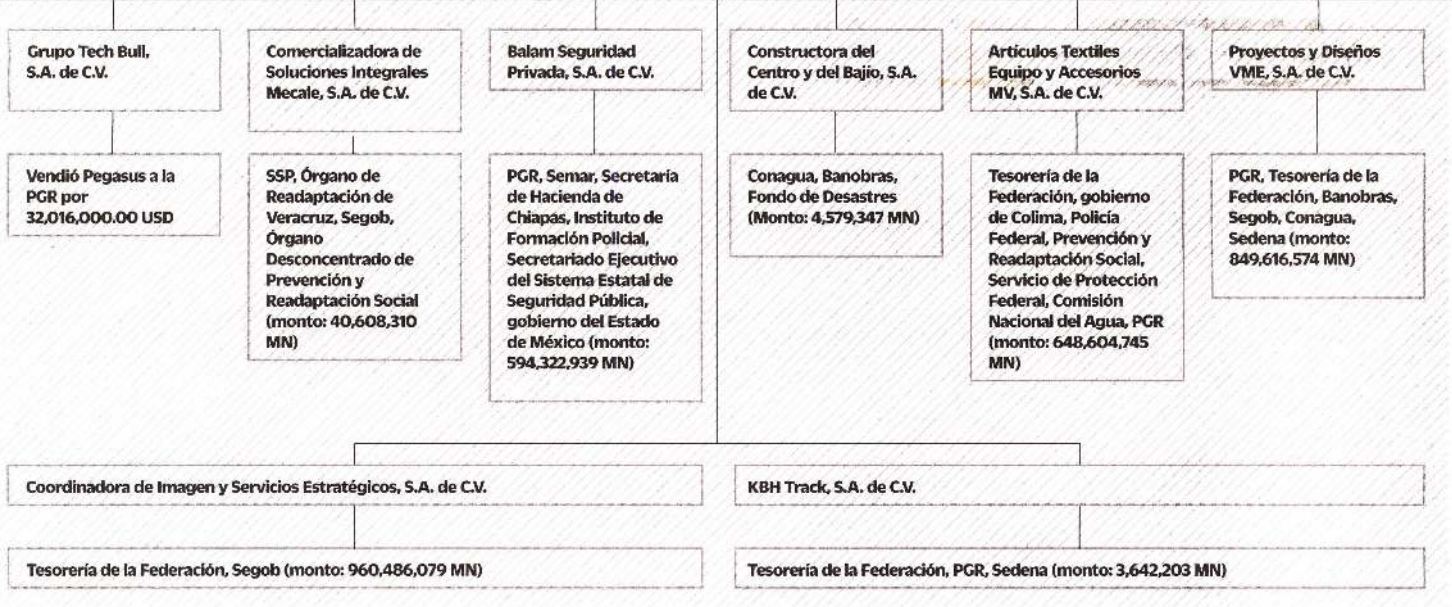 Grupo Tech Bull,
S.A. de C.V.
Vendió Pegasus a la
PGR por
32,016,000.00 USD
Comercializadora de
Soluciones Integrales
Mecale, S.A. de C.V.
SSP, Órgano de
Readaptación de
Veracruz, Segob,
Órgano
Desconcentrado de
Prevención y
Readaptación Social
(monto: 40,608,310
MN)
Balam Seguridad
Privada, S.A. de C.V.
PGR, Semar, Secretaría
de Hacienda de
Chiapas, Instituto de
Formación Policial,
Secretariado Ejecutivo
del Sistema Estatal de
Seguridad Pública,
gobierno del Estado
de México (monto:
594,322,939 MN)
Constructora del
Centro y del Bajío, S.A.
de C.V.
Conagua, Banobras,
Fondo de Desastres
(Monto: 4,579,347 MN)
Artículos Textiles
Equipo y Accesorios
MV, S.A. de C.V.
Tesorería de la
Federación, gobierno
de Colima, Policía
Federal, Prevención y
Readaptación Social,
Servicio de Protección
Federal, Comisión
Nacional del Agua, PGR
(monto: 648,604,745
MN)
Proyectos y Diseños
VME, S.A. de C.V.
PGR, Tesorería de la
Federación, Banobras,
Segob, Conagua,
Sedena (monto:
849,616,574 MN)
Coordinadora de Imagen y Servicios Estratégicos, S.A. de C.V.
Tesorería de la Federación, Segob (monto: 960,486,079 MN)
KBH Track, S.A. de C.V.
Tesorería de la Federación, PGR, Sedena (monto: 3,642,203 MN)